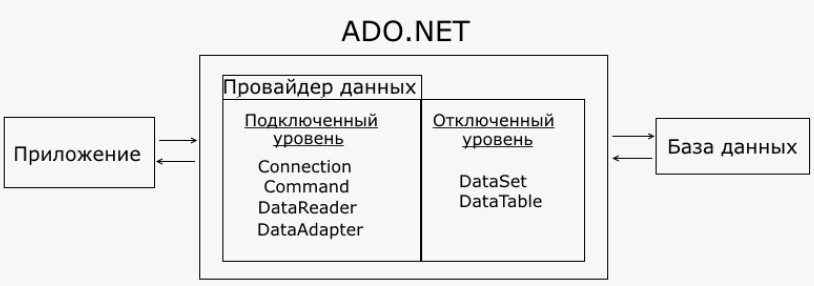 ADO.NET
Провайдер данных
Приложение
Подключенный
уровень
Connection
Command
DataReader
DataAdapter
Отключенный
уровень
DataSet
DataTable
База данных